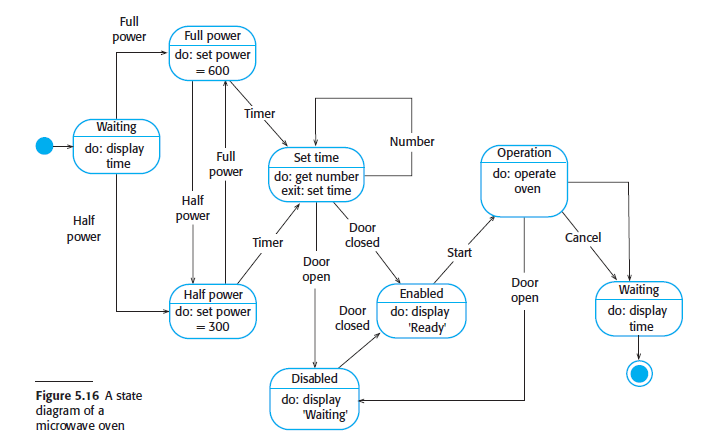 Full
power
Full power
do: set power
= 600
Waiting
do: display
time
Timer
Number
Full
power
Set time
do: get number
exit: set time
Operation
do: operate
oven
Half
power
Half
power
Timer
Door
closed
Door
open
Start
Cancel
Half power
do: set power
= 300
Door
closed
Enabled
do: display
'Ready'
Door
open
Waiting
do: display
time
Disabled
do: display
'Waiting'
Figure 5.16 A state
diagram of a
microwave oven